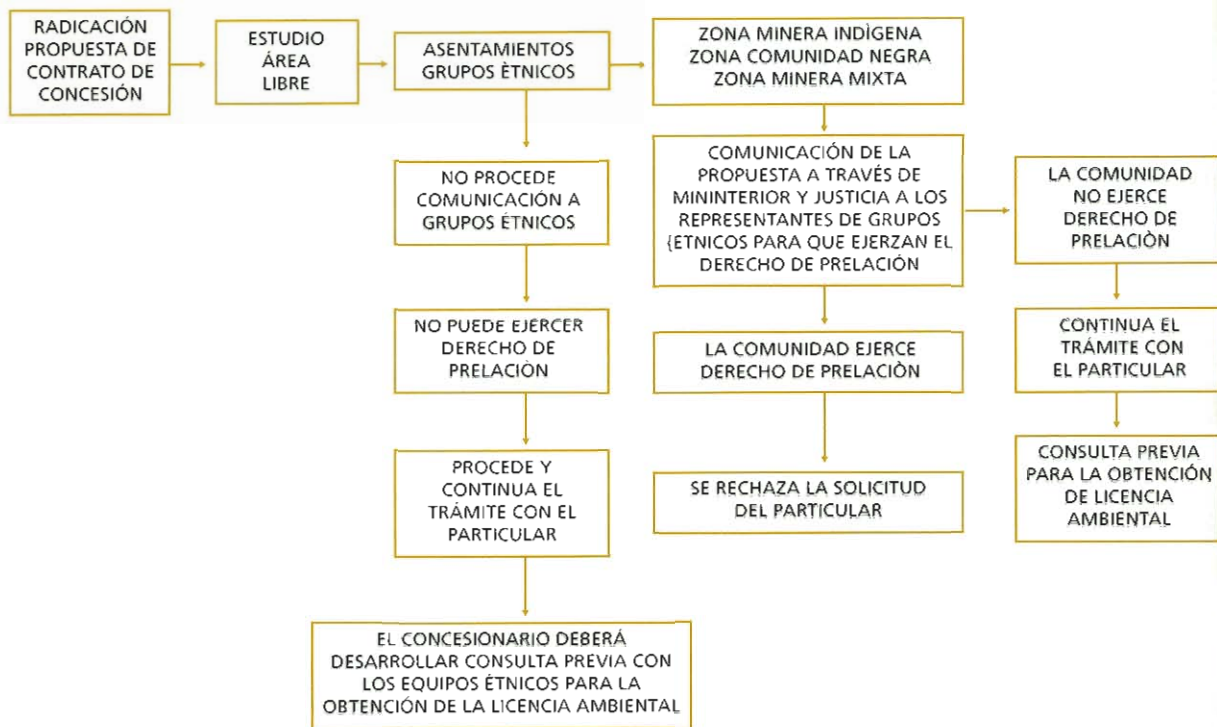 RADICACIÓN
PROPUESTA DE
CONTRATO DE
CONCESIÓN
ESTUDIO
ÁREA
LIBRE
ASENTAMIENTOS
GRUPOS ÈTNICOS
ZONA MINERA INDÍGENA
ZONA COMUNIDAD NEGRA
ZONA MINERA MIXTA
NO PROCEDE
COMUNICACIÓN A
GRUPOS ÉTNICOS
COMUNICACIÓN DE LA
PROPUESTA A TRAVÉS DE
MININTERIOR Y JUSTICIA A LOS
REPRESENTANTES DE GRUPOS
{ETNICOS PARA QUE EJERZAN EL
DERECHO DE PRELACIÓN
LA COMUNIDAD
NO EJERCE
DERECHO DE
PRELACIÒN
NO PUEDE EJERCER
DERECHO DE
PRELACIÒN
LA COMUNIDAD EJERCE
DERECHO DE PRELACIÒN
CONTINUA EL
TRÁMITE CON
EL PARTICULAR
PROCEDE Y
CONTINUA EL
TRÁMITE CON EL
PARTICULAR
SE RECHAZA LA SOLICITUD
DEL PARTICULAR
CONSULTA PREVIA
PARA LA OBTENCIÓN
DE LICENCIA
AMBIENTAL
EL CONCESIONARIO DEBERÁ
DESARROLLAR CONSULTA PREVIA CON
LOS EQUIPOS ÉTNICOS PARA LA
OBTENCIÓN DE LA LICENCIA AMBIENTAL